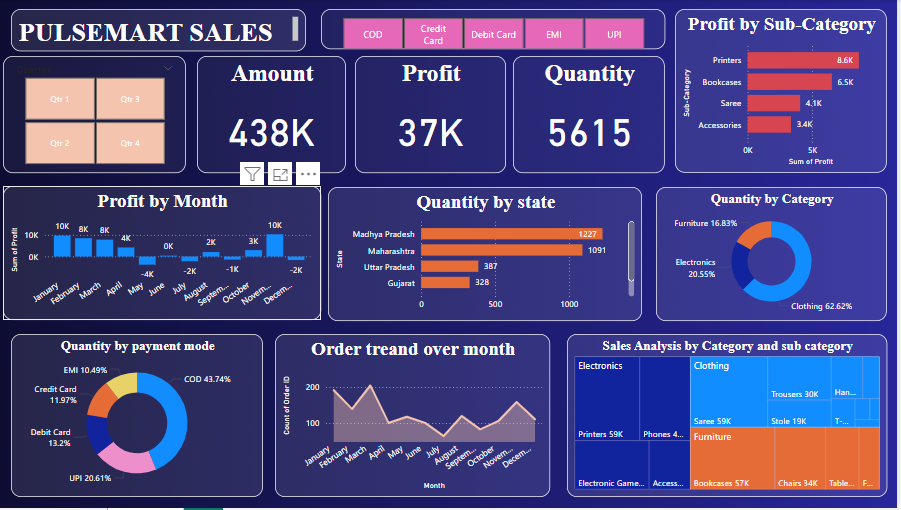 PULSEMART SALES
COD
Credit
Card
Debit Card
EMI
UPI
Qtr 1
Qtr 3
Qtr 2
Qtr 4
Amount
438K
Profit
37K
Quantity
5615
Profit by Sub-Category
Sub-Category
Printers
8.6K
Bookcases
6.5K
Saree
4.1K
Accessories
3.4K
0K
5K
Sum of Profit
Profit by Month
Sum of Profit
10K
0K
10K
8K
8K
4K
-4K
0K
-2K
2K
-1K
3K
10K
-2K
January
February
March
April
May
June
July
August
Septem...
October
Novem...
Decem...
Quantity by state
State
Madhya Pradesh
1227
Maharashtra
1091
Uttar Pradesh
387
Gujarat
328
0
500
1000
Quantity by Category
Furniture 16.83%
Electronics
20.55%
Clothing 62.62%
Quantity by payment mode
EMI 10.49%
COD 43.74%
Credit Card
11.97%
Debit Card
13.2%
UPI 20.61%
Order treand over month
Count of Order ID
200
100
January
February
March
April
May
June
July
August
Septem...
October
Novem...
Decem...
Month
Sales Analysis by Category and sub category
Electronics
Printers 59K
Phones 4...
Electronic Game...
Access...
Clothing
Saree 59K
Trousers 30K
Stole 19K
Han...
T-...
Furniture
Bookcases 57K
Chairs 34K
Table...
F...